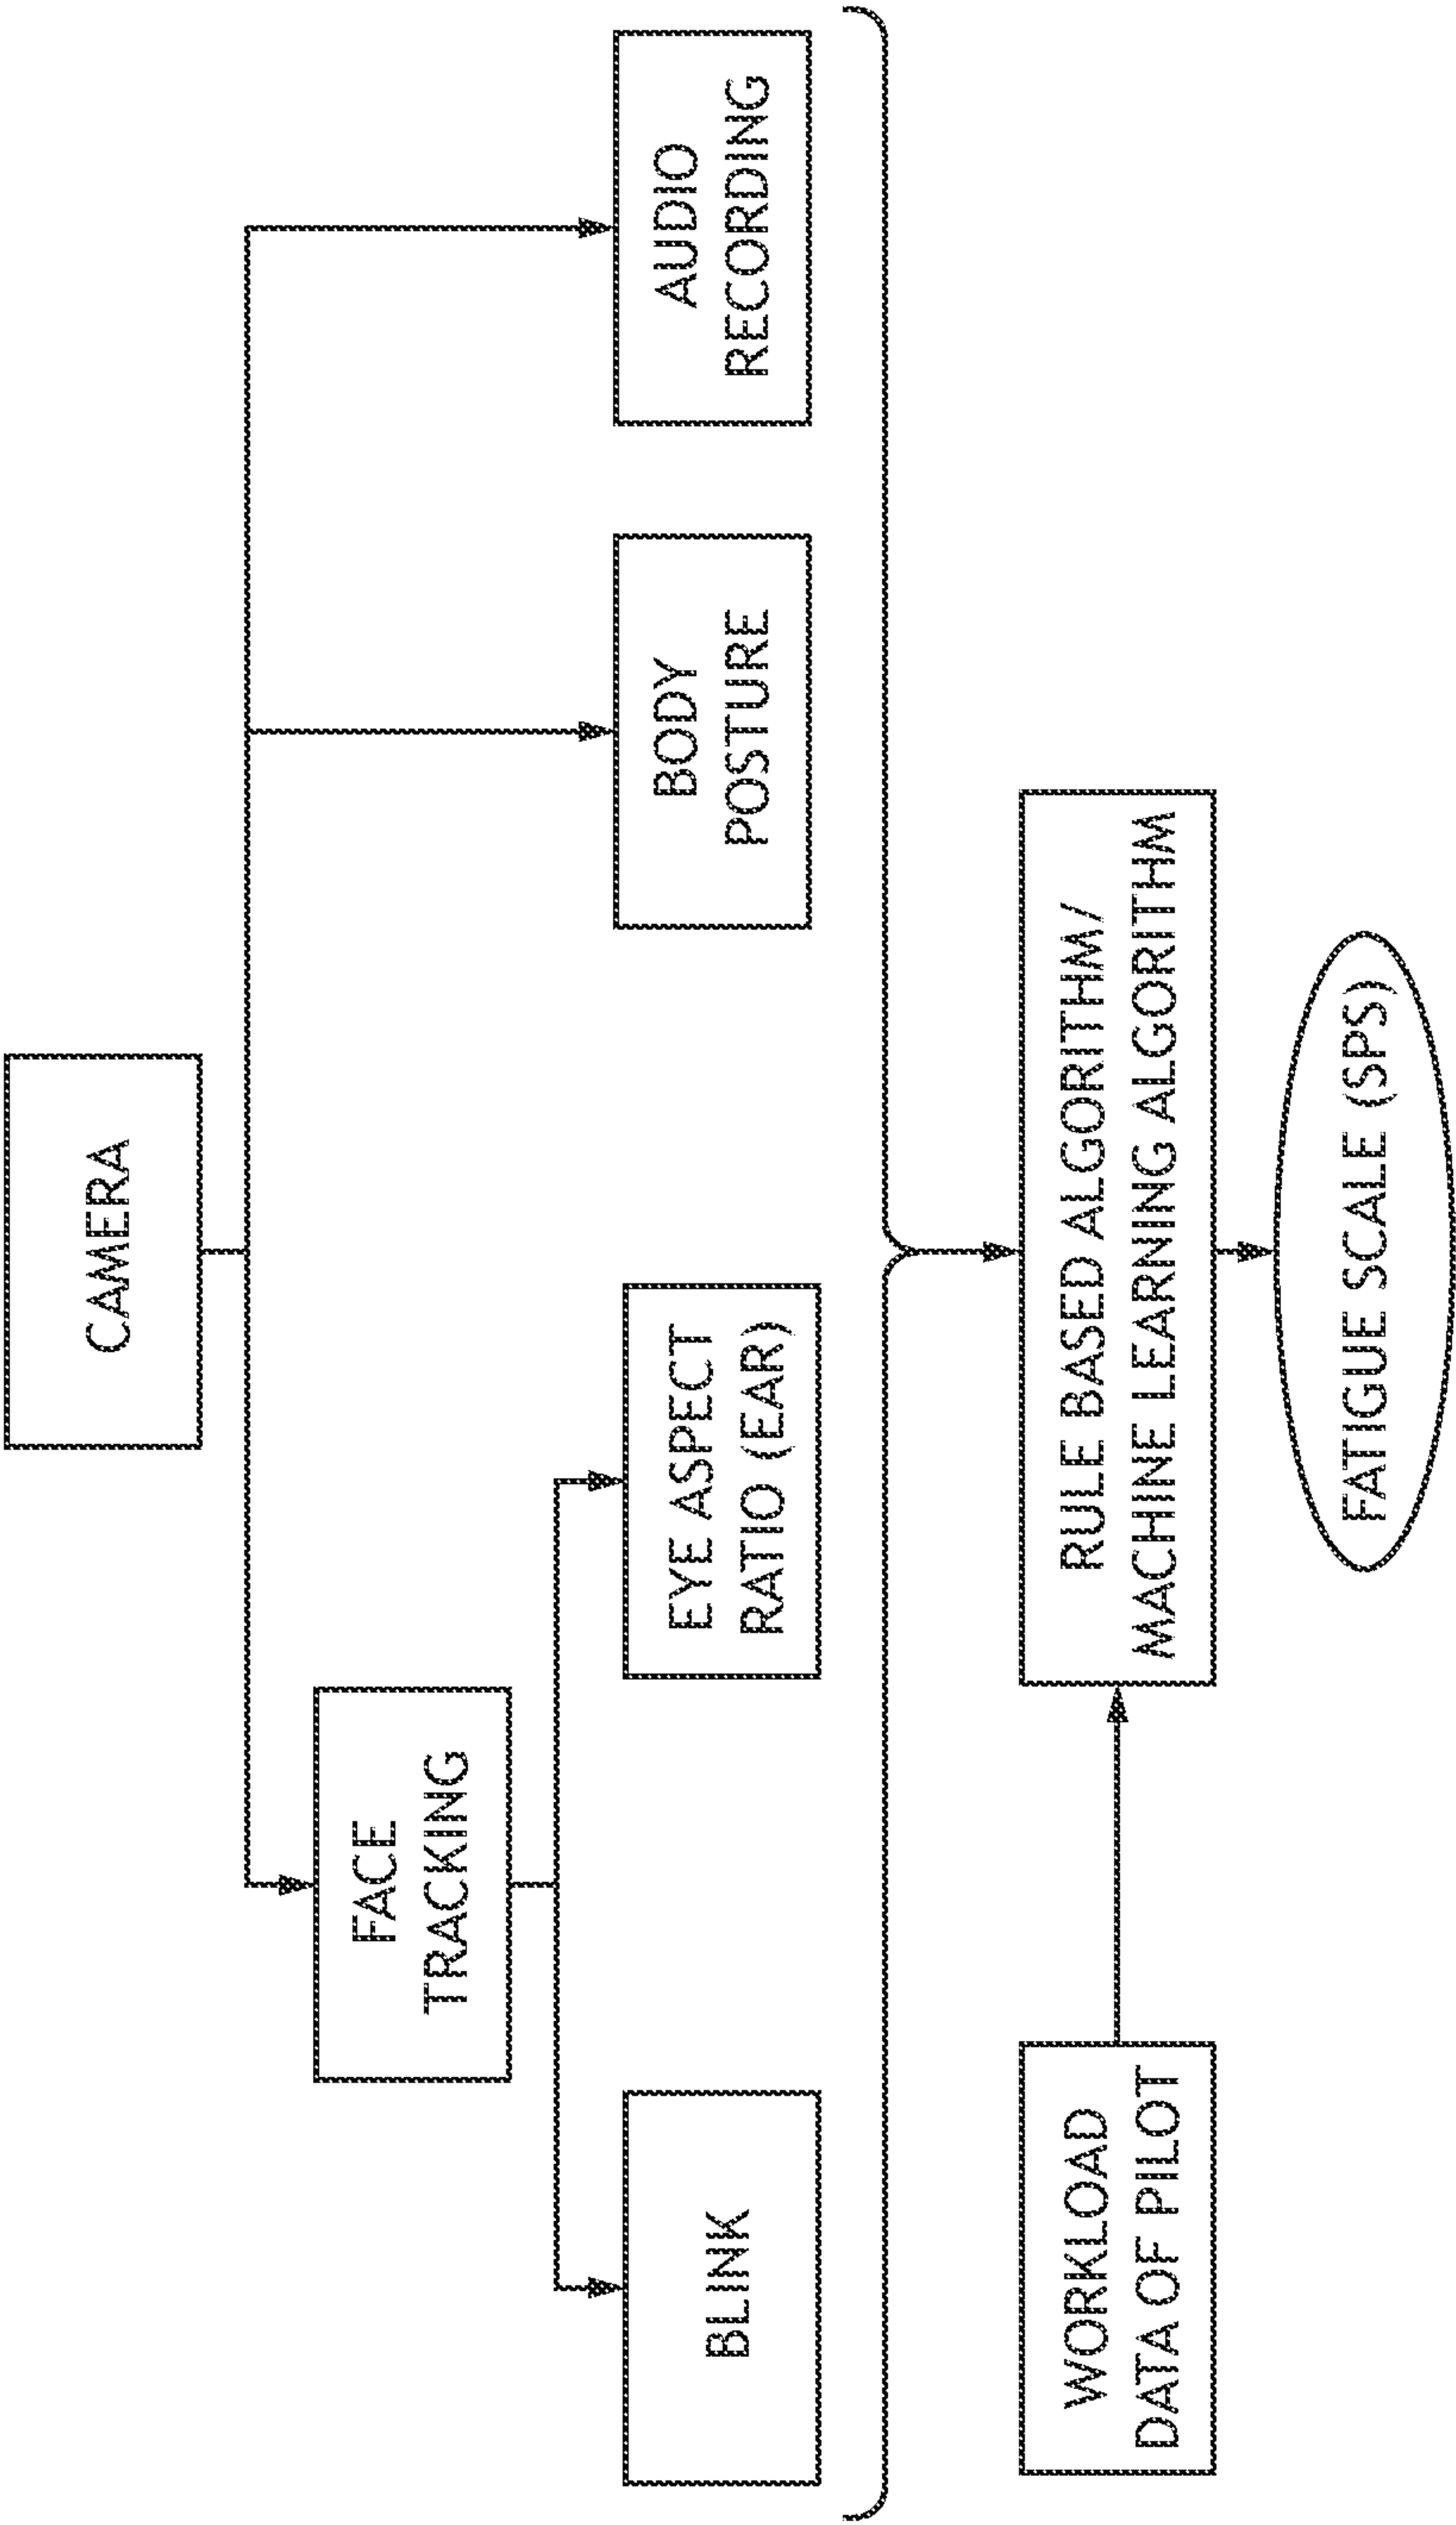 CAMERA
FACE
TRACKING
BLINK
EYE ASPECT
RATIO (EAR)
BODY
POSTURE
AUDIO
RECORDING
WORKLOAD
DATA OF PILOT
RULE BASED ALGORITHM/
MACHINE LEARNING ALGORITHM
FATIGUE SCALE (SPS)